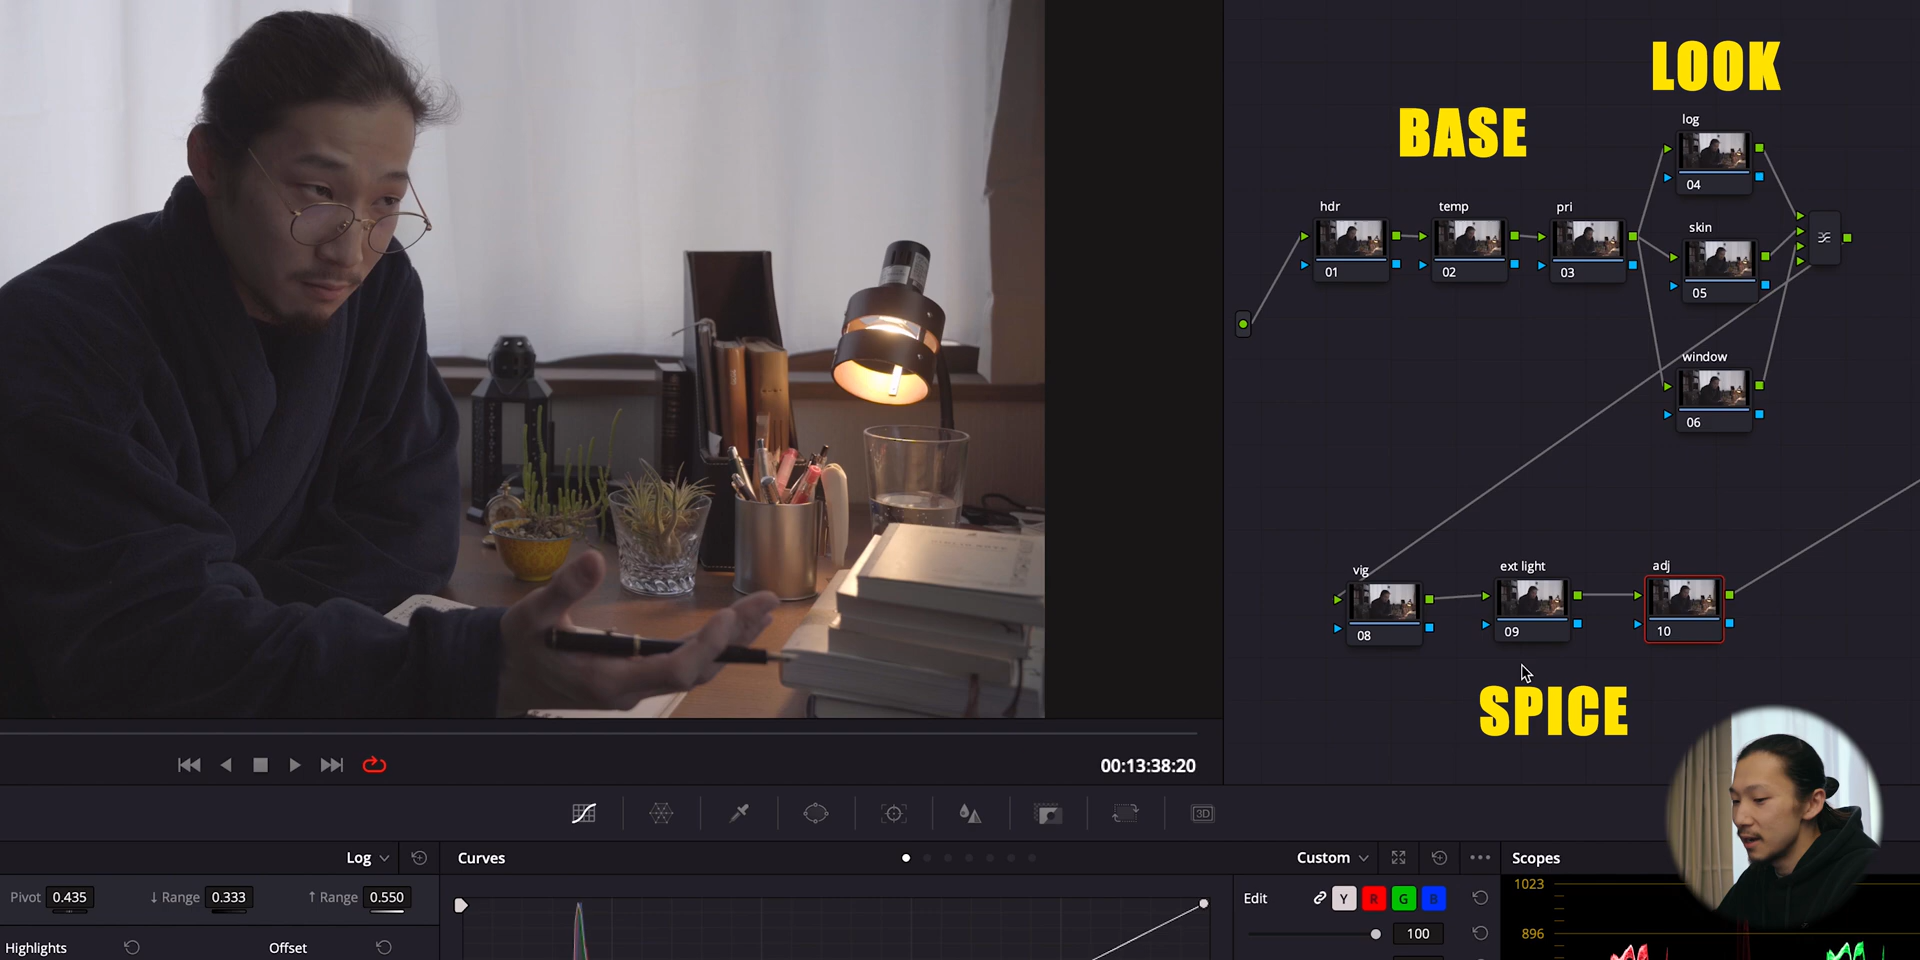 LOOK
BASE
log
04
hdr
temp
pri
01
02
03
skin
05
window
06
vig
ext light
adj
08
09
10
SPICE
00:13:38:20
3D
Log
Curves
Custom
Scopes
Pivot 0.435
↓ Range 0.333
↑ Range 0.550
Edit
Y R G B
1023
100
896
Highlights
Offset